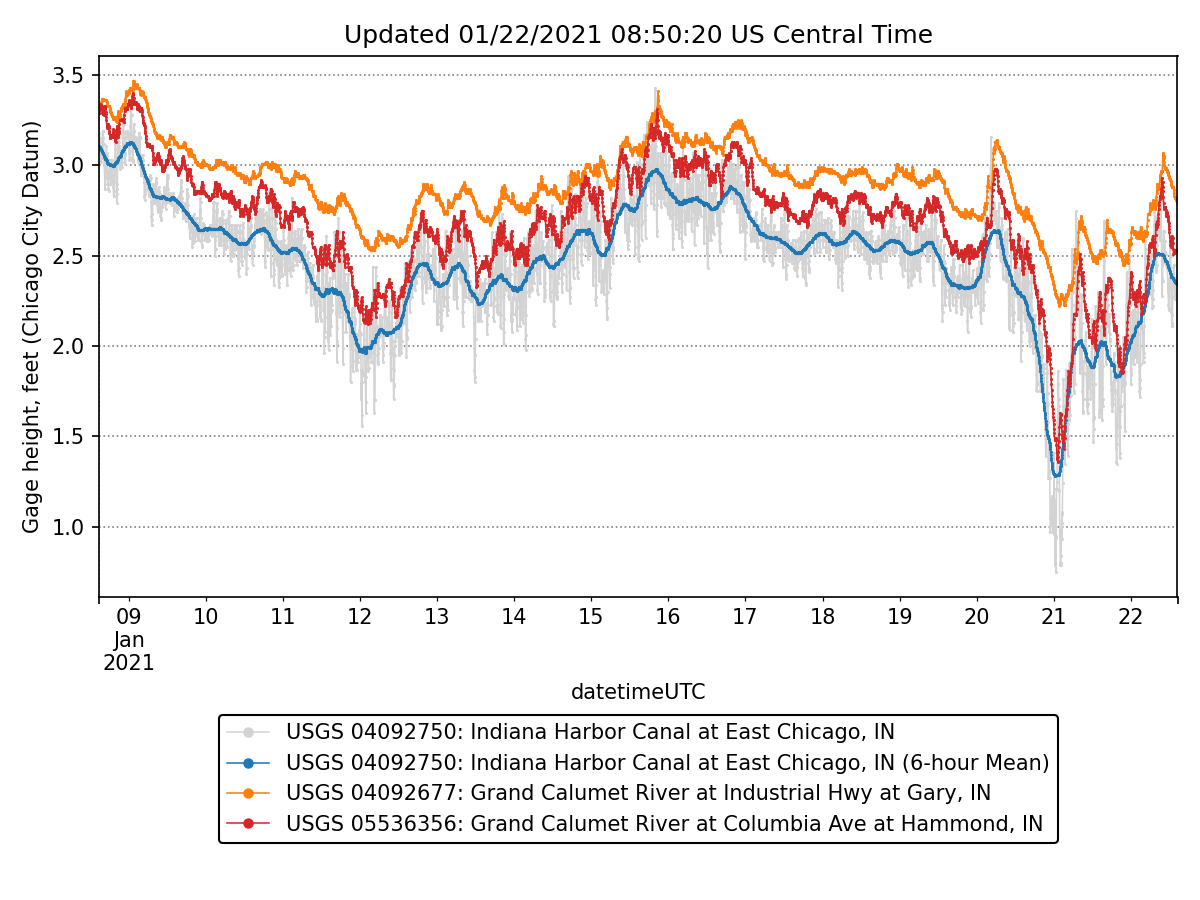 Updated 01/22/2021 08:50:20 US Central Time
Gage height, feet (Chicago City Datum)
3.5
3.0
2.5
2.0
1.5
1.0
09 10 11 12 13 14 15 16 17 18 19 20 21 22
Jan
2021
datetimeUTC
USGS 04092750: Indiana Harbor Canal at East Chicago, IN
USGS 04092750: Indiana Harbor Canal at East Chicago, IN (6-hour Mean)
USGS 04092677: Grand Calumet River at Industrial Hwy at Gary, IN
USGS 05536356: Grand Calumet River at Columbia Ave at Hammond, IN